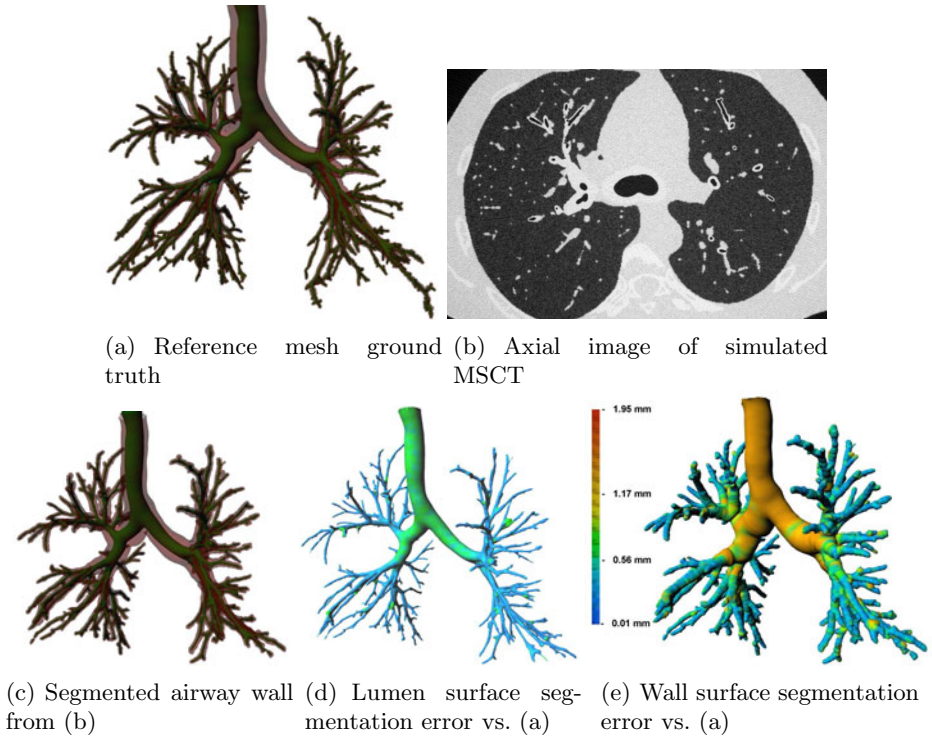 (a) Reference mesh ground
truth
(b) Axial image of simulated
MSCT
1.95 mm
1.17 mm
0.56 mm
0.01 mm
(c) Segmented airway wall
from (b)
(d) Lumen surface seg-
mentation error vs. (a)
(e) Wall surface segmentation
error vs. (a)